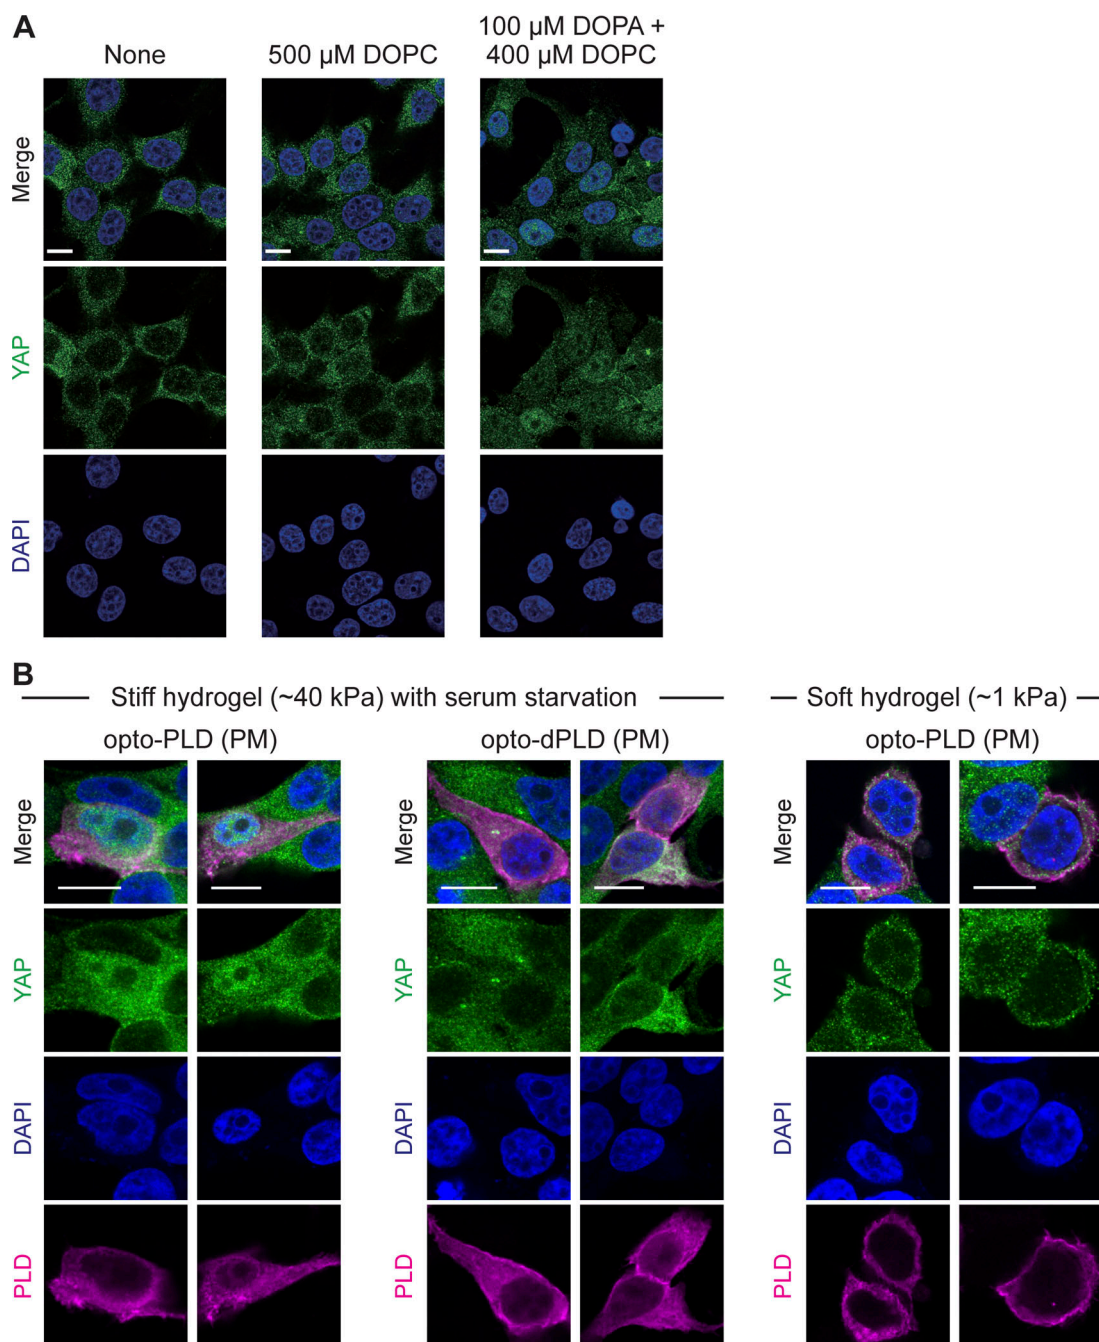 A
None
500 µM DOPC
100 µM DOPA +
400 µM DOPC
Merge
YAP
DAPI
B
Stiff hydrogel (~40 kPa) with serum starvation
Soft hydrogel (~1 kPa)
opto-PLD (PM)
opto-dPLD (PM)
opto-PLD (PM)
Merge
Merge
Merge
YAP
YAP
YAP
DAPI
DAPI
DAPI
PLD
PLD
PLD